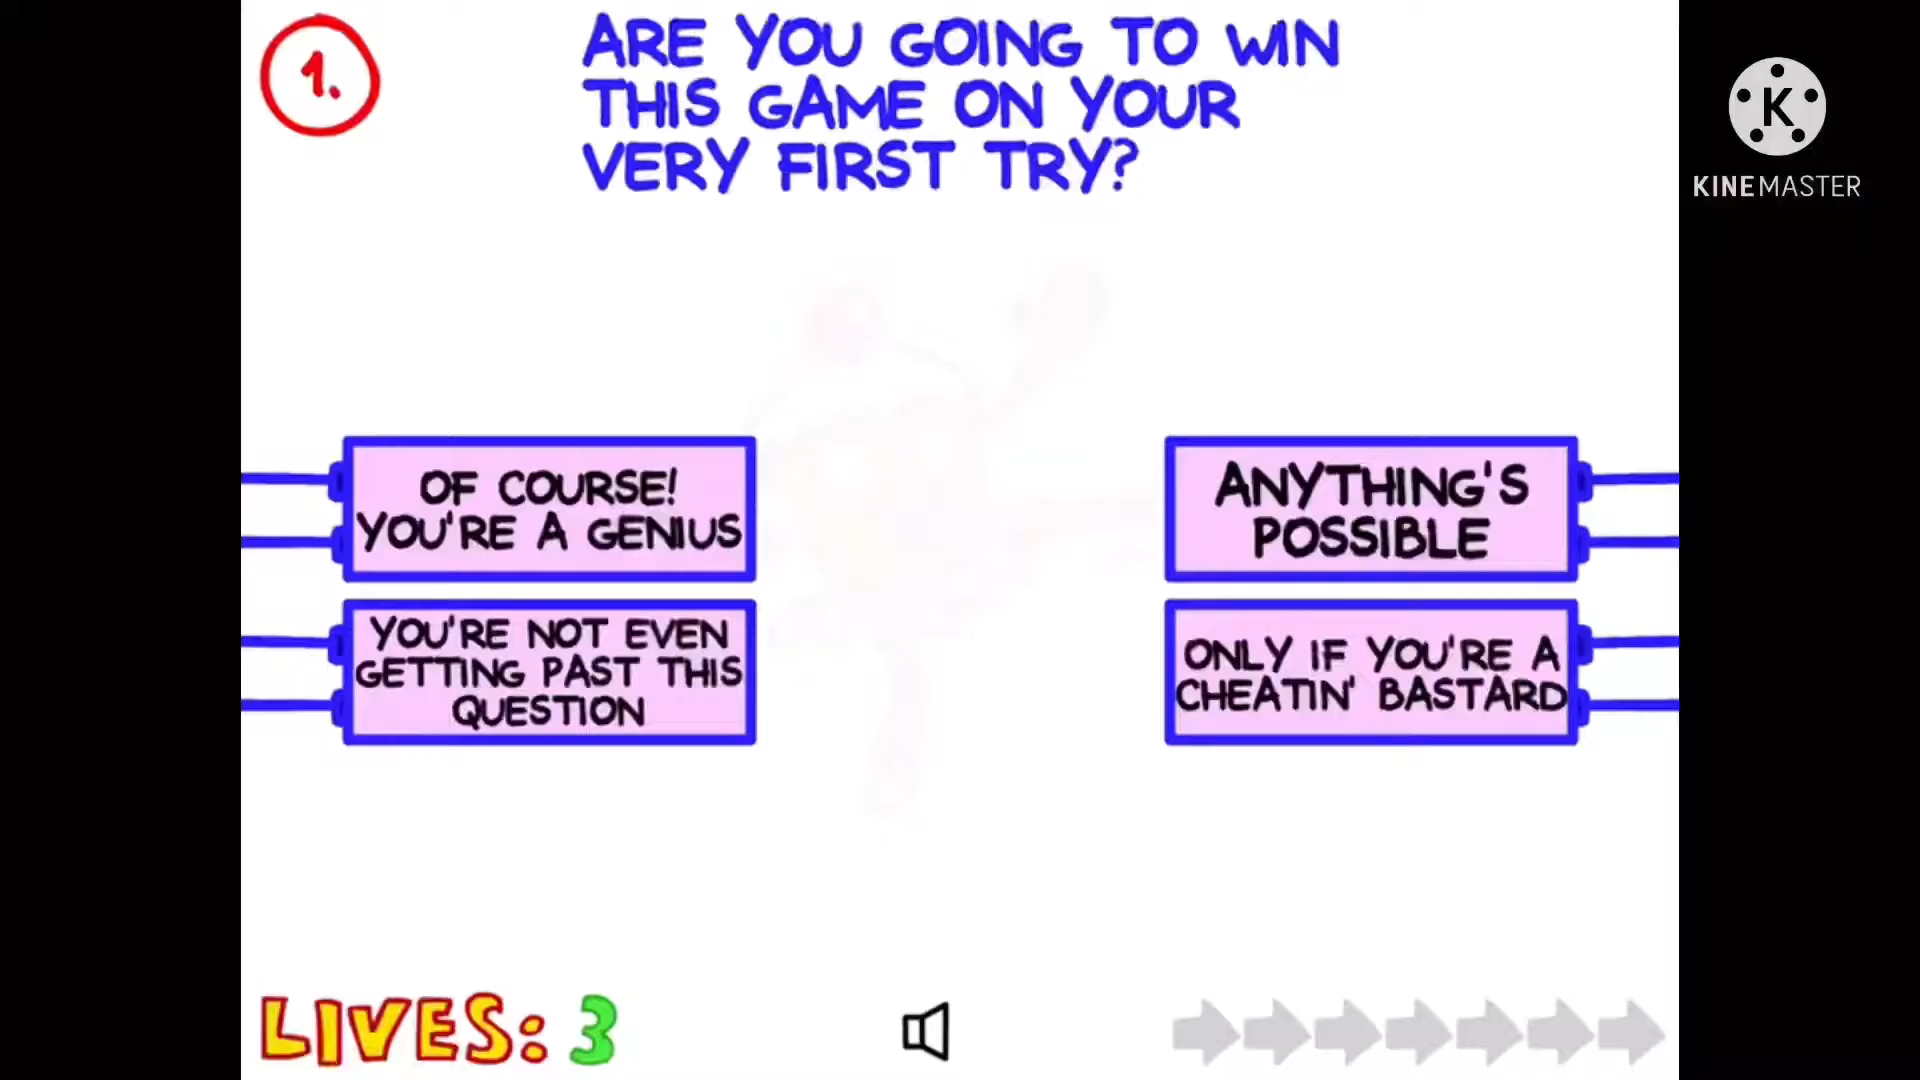 1.
ARE YOU GOING TO WIN
THIS GAME ON YOUR
VERY FIRST TRY?
K
KINEMASTER
OF COURSE!
YOU'RE A GENIUS
ANYTHING'S
POSSIBLE
YOU'RE NOT EVEN
GETTING PAST THIS
QUESTION
ONLY IF YOU'RE A
CHEATIN' BASTARD
LIVES: 3